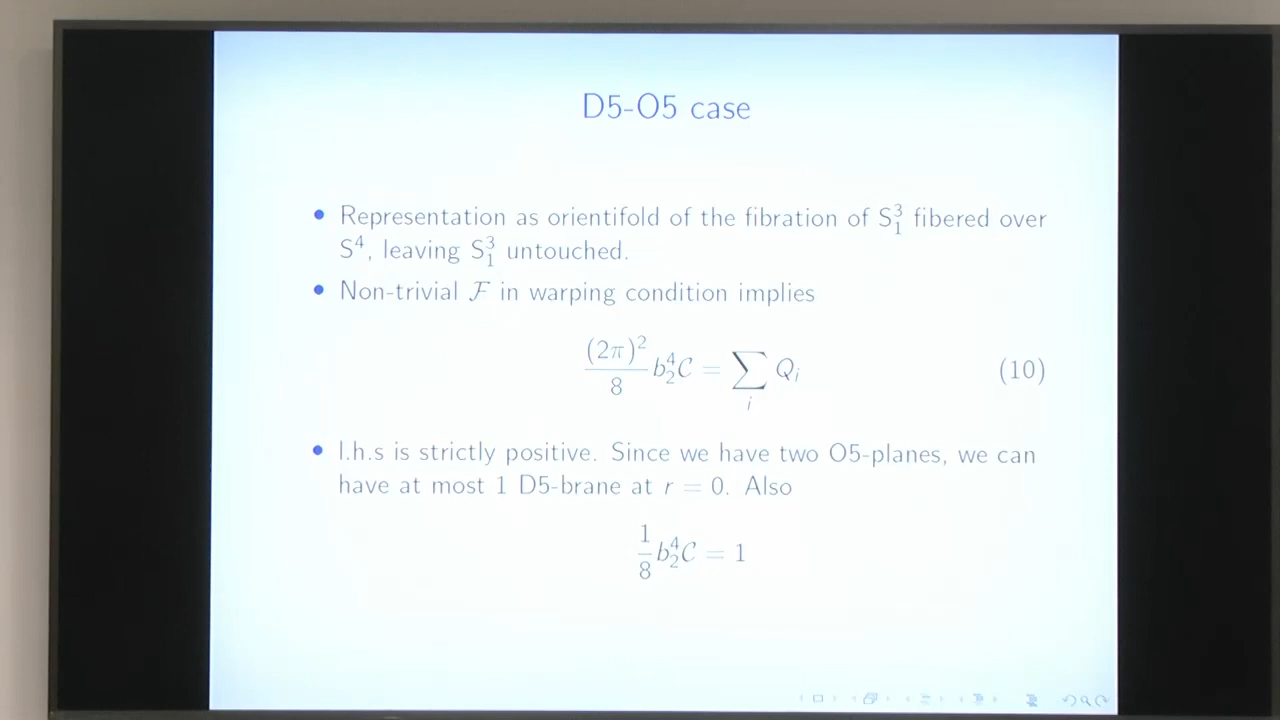 D5-O5 case
• Representation as orientifold of the fibration of S₁³ fibered over
S⁴, leaving S₁³ untouched.
• Non-trivial ℱ in warping condition implies
(2π)²/8 b₂⁴𝒞 = ∑ᵢ Qᵢ (10)
• l.h.s is strictly positive. Since we have two O5-planes, we can
have at most 1 D5-brane at r = 0. Also
1/8 b₂⁴𝒞 = 1